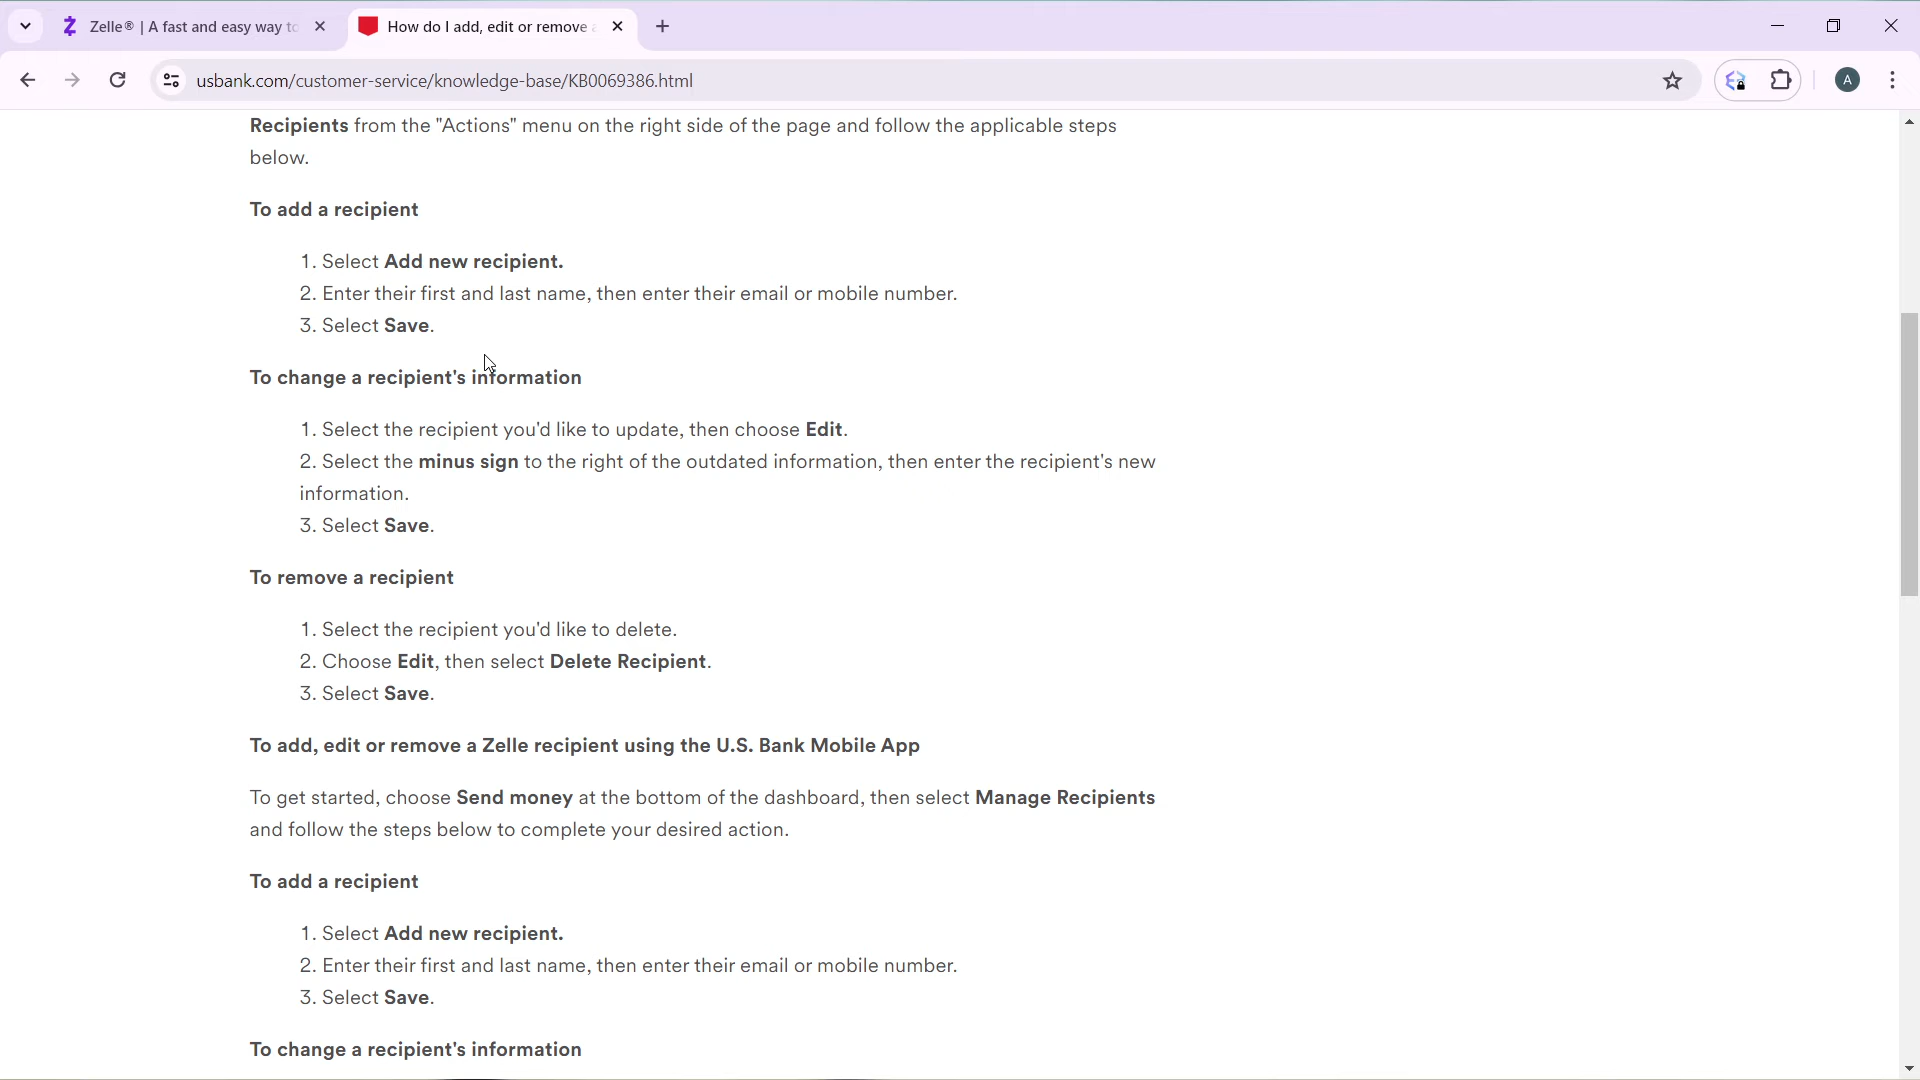 Zelle® | A fast and easy way to
How do I add, edit or remove a
usbank.com/customer-service/knowledge-base/KB0069386.html
A
Recipients from the "Actions" menu on the right side of the page and follow the applicable steps
below.
To add a recipient
1. Select Add new recipient.
2. Enter their first and last name, then enter their email or mobile number.
3. Select Save.
To change a recipient's information
1. Select the recipient you'd like to update, then choose Edit.
2. Select the minus sign to the right of the outdated information, then enter the recipient's new
information.
3. Select Save.
To remove a recipient
1. Select the recipient you'd like to delete.
2. Choose Edit, then select Delete Recipient.
3. Select Save.
To add, edit or remove a Zelle recipient using the U.S. Bank Mobile App
To get started, choose Send money at the bottom of the dashboard, then select Manage Recipients
and follow the steps below to complete your desired action.
To add a recipient
1. Select Add new recipient.
2. Enter their first and last name, then enter their email or mobile number.
3. Select Save.
To change a recipient's information